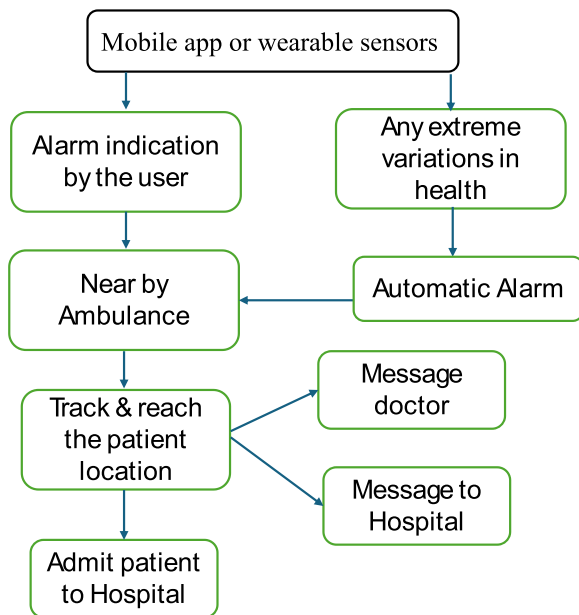 Mobile app or wearable sensors
Alarm indication
by the user
Any extreme
variations in
health
Near by
Ambulance
Automatic Alarm
Track & reach
the patient
location
Message
doctor
Message to
Hospital
Admit patient
to Hospital